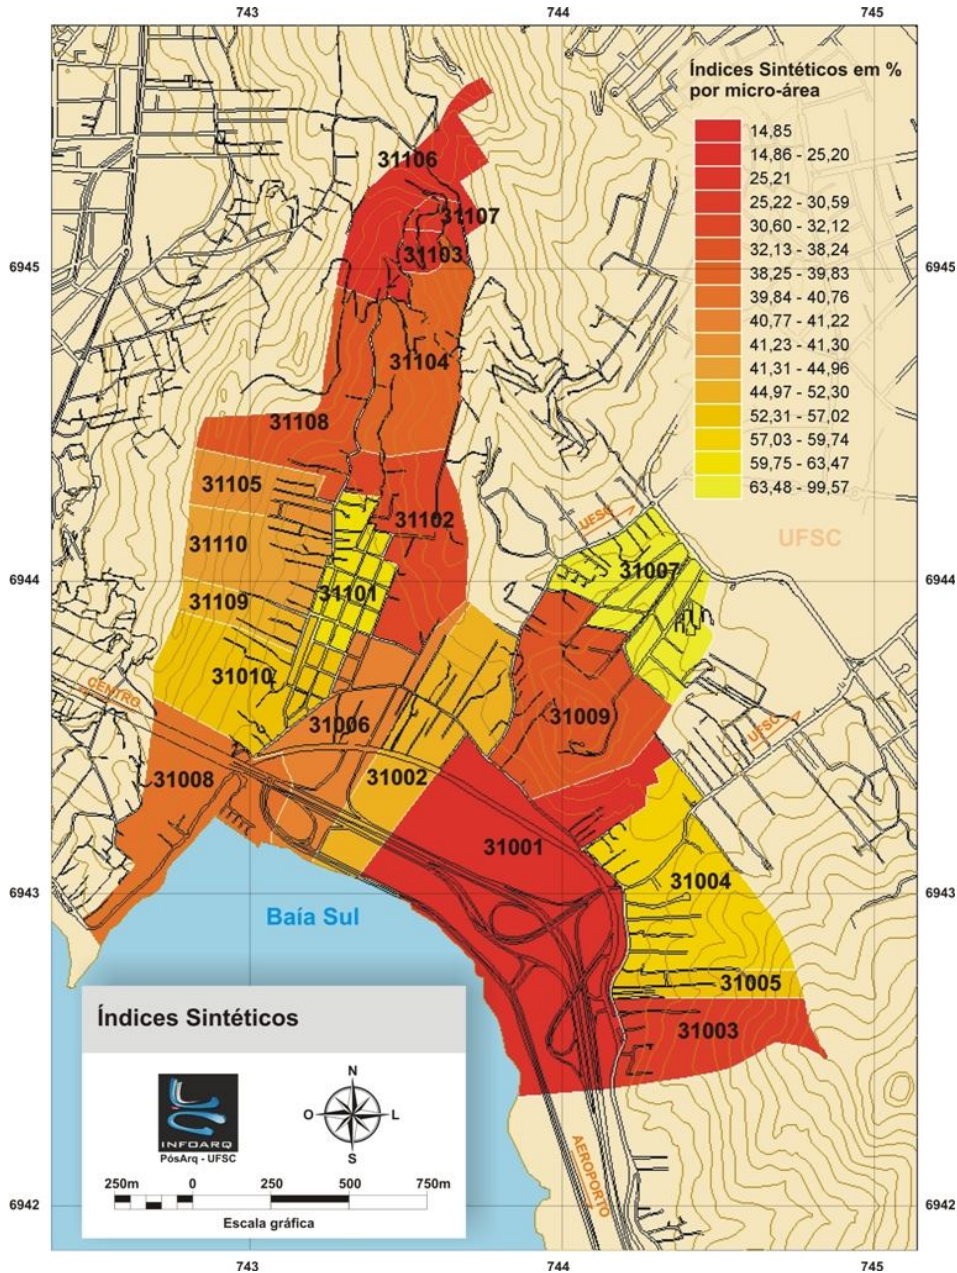 743
744
745
Índices Sintéticos em %
por micro-área
14,85
14,86 - 25,20
25,21
25,22 - 30,59
30,60 - 32,12
32,13 - 38,24
38,25 - 39,83
39,84 - 40,76
40,77 - 41,22
41,23 - 41,30
41,31 - 44,96
44,97 - 52,30
52,31 - 57,02
57,03 - 59,74
59,75 - 63,47
63,48 - 99,57
31106
31107
31103
6945
6945
31104
31108
31105
31102
UFSC
UFSC
31110
31007
6944
6944
31101
31109
31010
CENTRO
31009
31006
UFSC
31008
31002
31001
31004
6943
6943
Baía Sul
31005
31003
Índices Sintéticos
INFOARQ
PósArq - UFSC
N
O
L
S
AEROPORTO
250m
0
250
500
750m
Escala gráfica
6942
6942
743
744
745